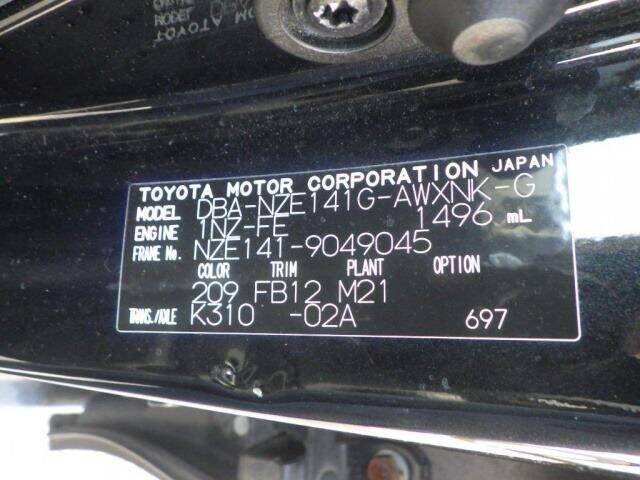 TOYOTA MOTOR CORPORATION JAPAN
MODEL DBA-NZE141G-AWXNK-G
ENGINE 1NZ-FE 1496 mL
FRAME No. NZE141-9049045
COLOR TRIM PLANT OPTION
209 FB12 M21
TRANS./AXLE K310 -02A 697